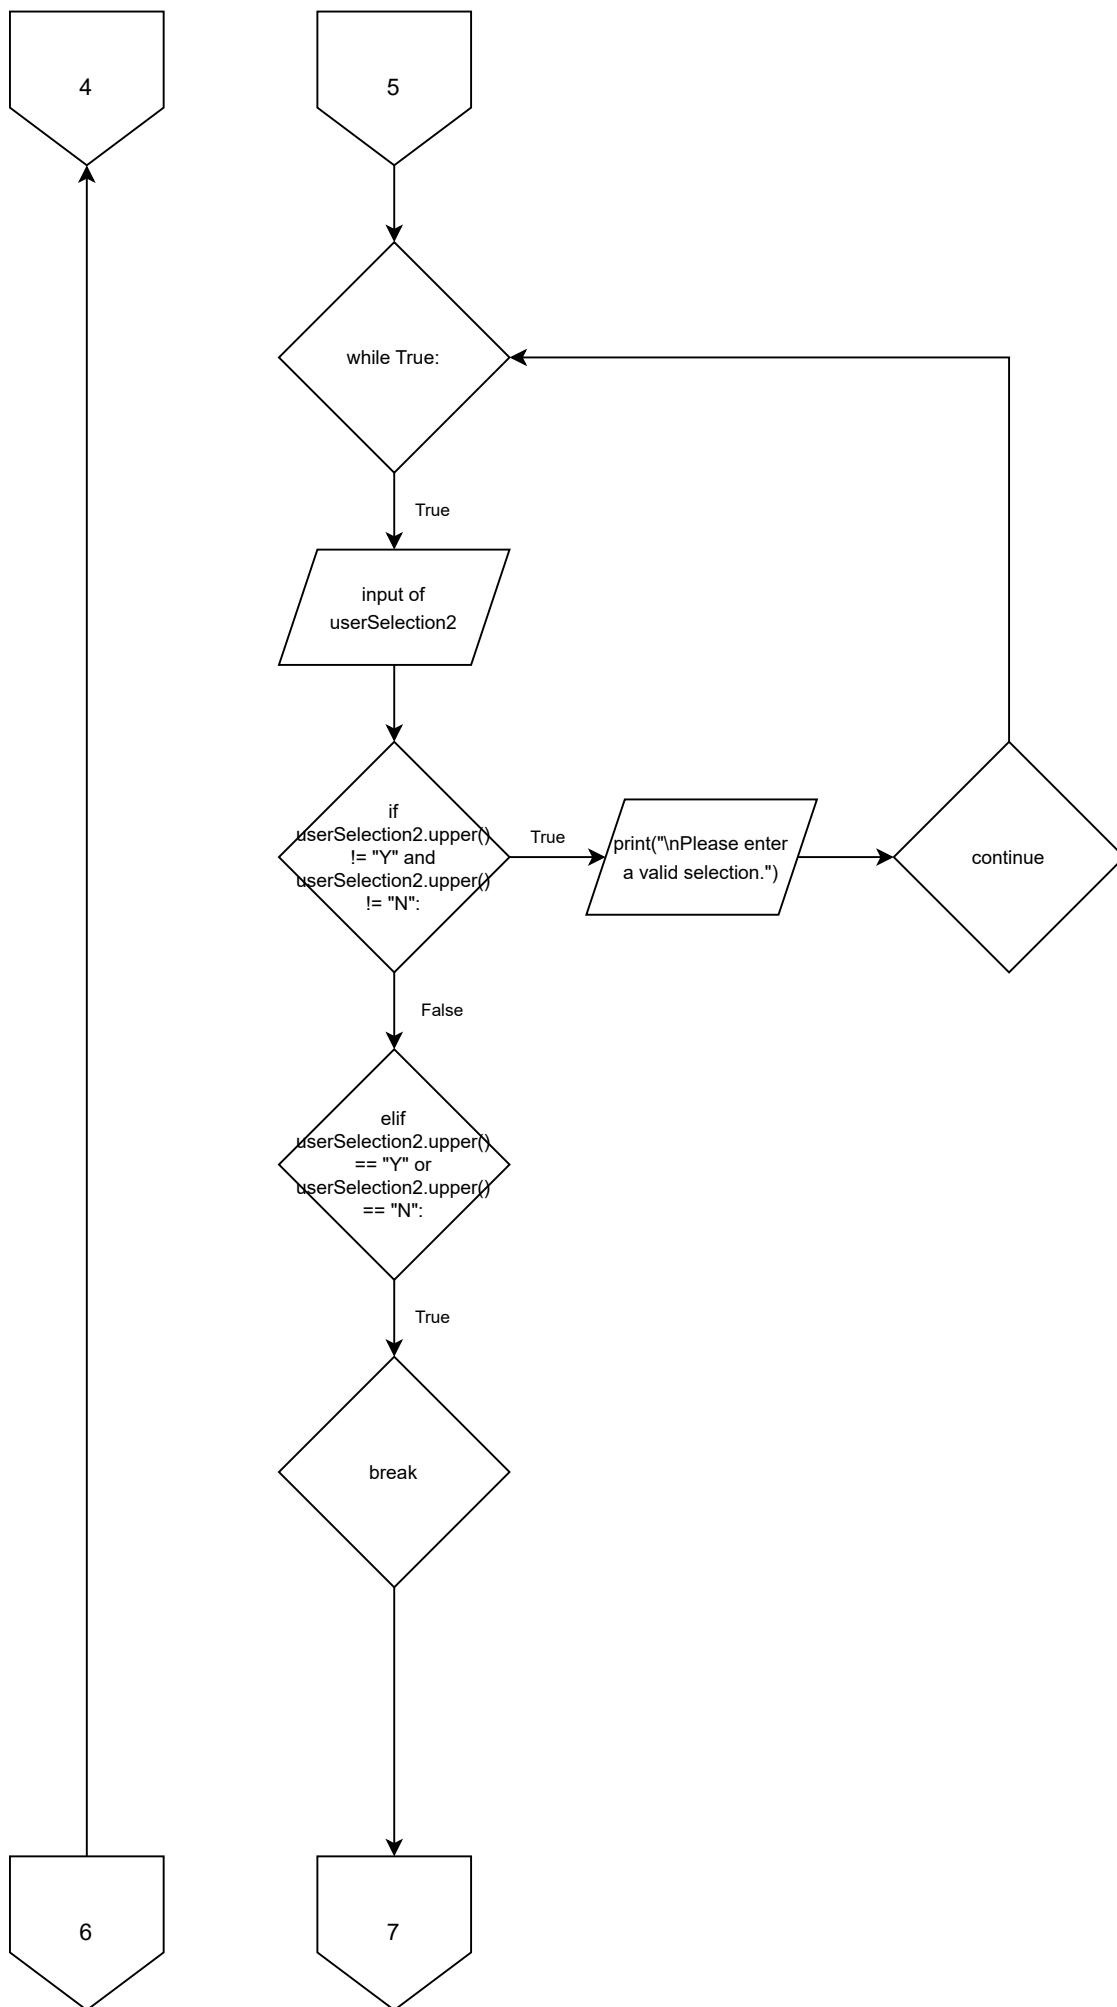 4
5
while True:
True
input of
userSelection2
if
userSelection2.upper()
!= "Y" and
userSelection2.upper()
!= "N":
True
print("\nPlease enter
a valid selection.")
continue
False
elif
userSelection2.upper()
== "Y" or
userSelection2.upper()
== "N":
True
break
6
7